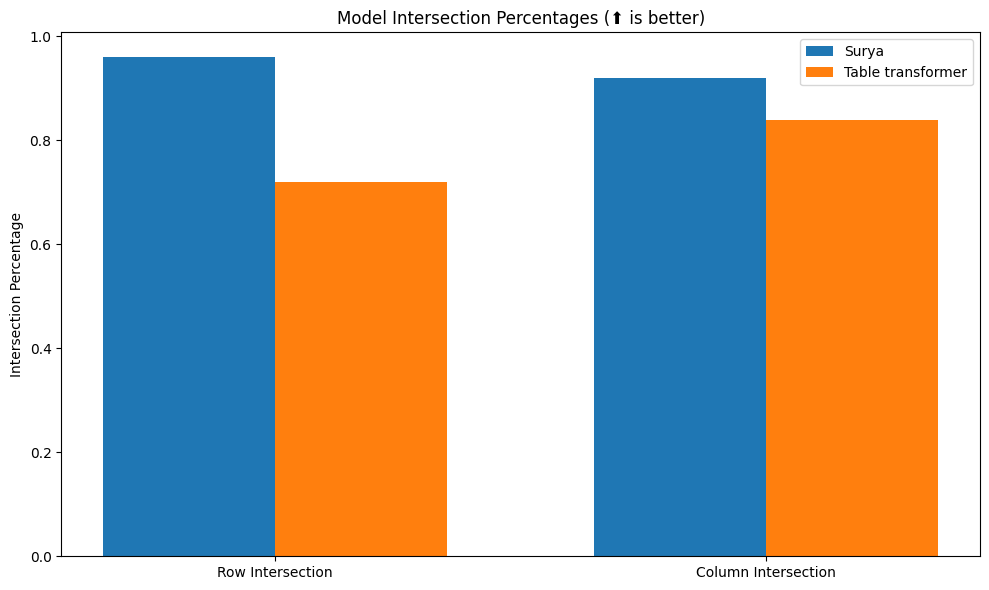 Model Intersection Percentages (⬆ is better)
Surya
Table transformer
Intersection Percentage
1.0
0.8
0.6
0.4
0.2
0.0
Row Intersection
Column Intersection